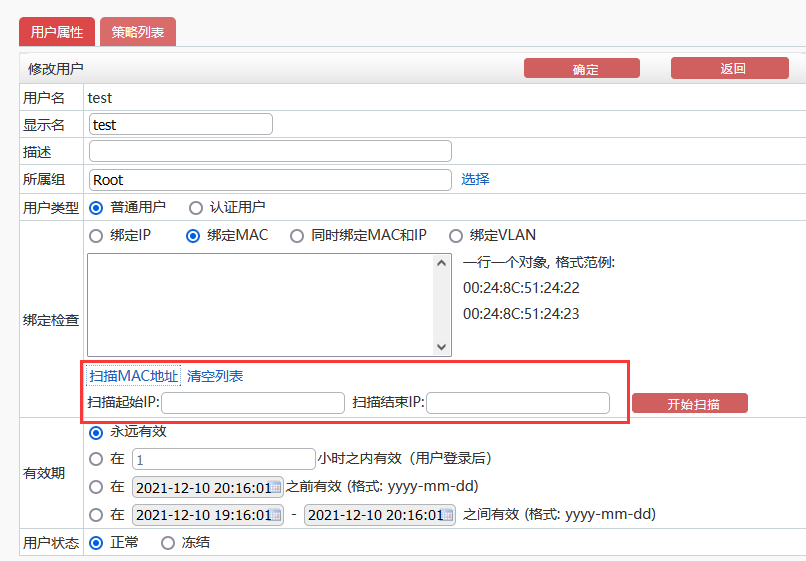 用户属性 策略列表
修改用户 确定 返回
用户名 test
显示名 test
描述
所属组 Root 选择
用户类型 普通用户 认证用户
绑定IP 绑定MAC 同时绑定MAC和IP 绑定VLAN
一行一个对象, 格式范例:
00:24:8C:51:24:22
00:24:8C:51:24:23
绑定检查
扫描MAC地址 清空列表
扫描起始IP: 扫描结束IP: 开始扫描
永远有效
在 1 小时之内有效（用户登录后）
有效期
在 2021-12-10 20:16:01 之前有效 (格式: yyyy-mm-dd)
在 2021-12-10 19:16:01 - 2021-12-10 20:16:01 之间有效 (格式: yyyy-mm-dd)
用户状态 正常 冻结